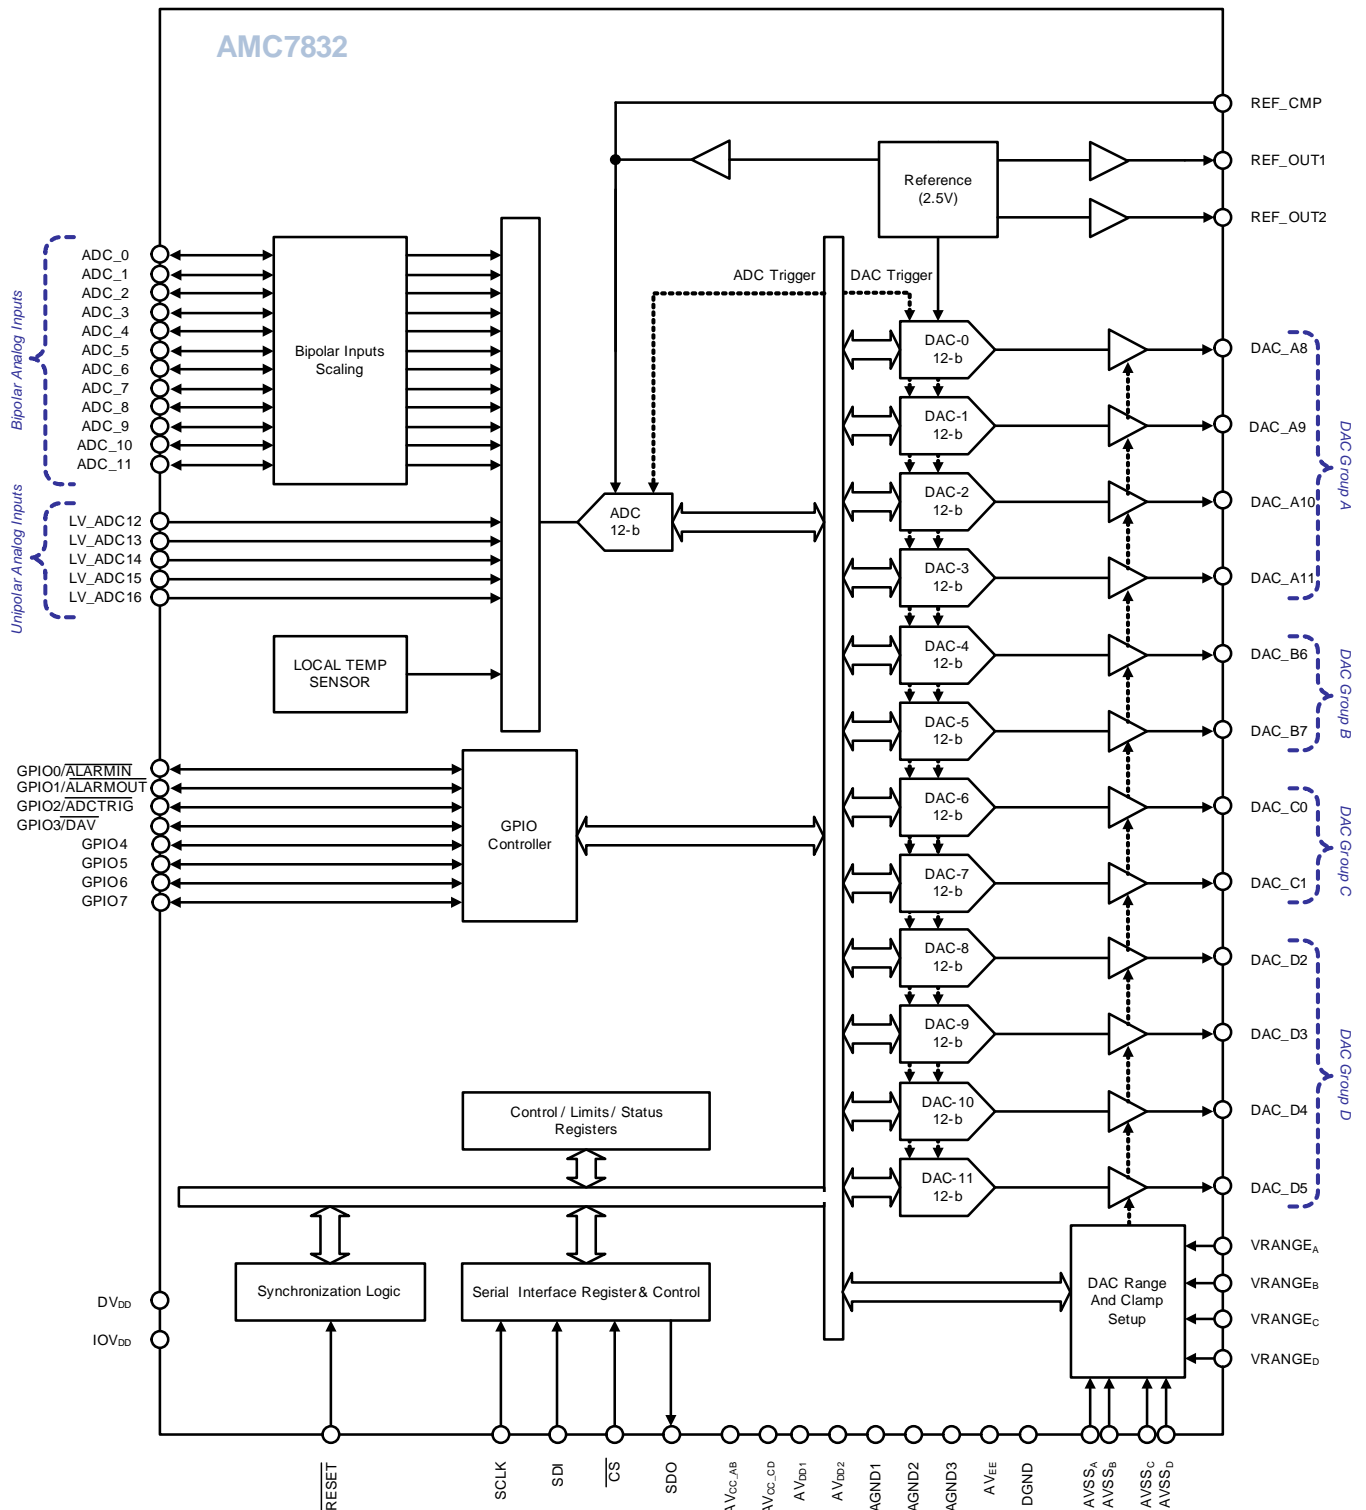 AMC7832
REF_CMP
REF_OUT1
REF_OUT2
Reference
(2.5V)
ADC Trigger
DAC Trigger
Bipolar Analog Inputs
ADC_0
ADC_1
ADC_2
ADC_3
ADC_4
ADC_5
ADC_6
ADC_7
ADC_8
ADC_9
ADC_10
ADC_11
Bipolar Inputs
Scaling
Unipolar Analog Inputs
LV_ADC12
LV_ADC13
LV_ADC14
LV_ADC15
LV_ADC16
ADC
12-b
LOCAL TEMP
SENSOR
GPIO0/ALARMIN
GPIO1/ALARMOUT
GPIO2/ADCTRIG
GPIO3/DAV
GPIO4
GPIO5
GPIO6
GPIO7
GPIO
Controller
DAC-0
12-b
DAC-1
12-b
DAC-2
12-b
DAC-3
12-b
DAC-4
12-b
DAC-5
12-b
DAC-6
12-b
DAC-7
12-b
DAC-8
12-b
DAC-9
12-b
DAC-10
12-b
DAC-11
12-b
DAC_A8
DAC_A9
DAC_A10
DAC_A11
DAC Group A
DAC_B6
DAC_B7
DAC Group B
DAC_C0
DAC_C1
DAC Group C
DAC_D2
DAC_D3
DAC_D4
DAC_D5
DAC Group D
Control / Limits / Status
Registers
Synchronization Logic
Serial Interface Register & Control
DAC Range
And Clamp
Setup
VRANGEA
VRANGEB
VRANGEC
VRANGED
DVDD
IOVDD
RESET
SCLK
SDI
CS
SDO
AVCC_AB
AVCC_CD
AVDD1
AVDD2
AGND1
AGND2
AGND3
AVEE
DGND
AVSSA
AVSSB
AVSSC
AVSSD